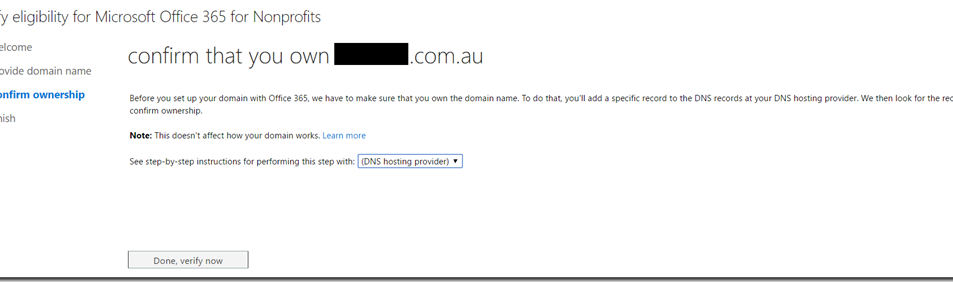 fy eligibility for Microsoft Office 365 for Nonprofits
elcome
confirm that you own .com.au
ovide domain name
onfirm ownership
Before you set up your domain with Office 365, we have to make sure that you own the domain name. To do that, you'll add a specific record to the DNS records at your DNS hosting provider. We then look for the rec
confirm ownership.
nish
Note: This doesn't affect how your domain works. Learn more
See step-by-step instructions for performing this step with: (DNS hosting provider)
Done, verify now